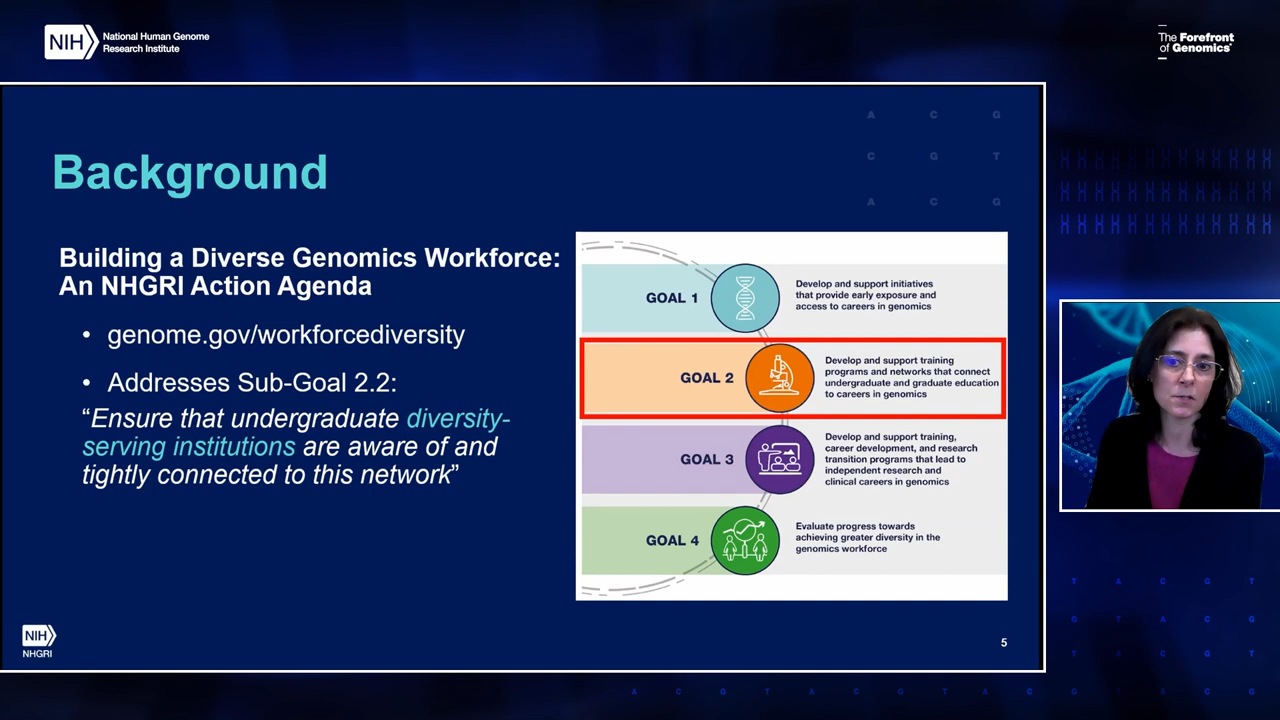 NIH National Human Genome
Research Institute
The Forefront
of Genomics®
A C G
C G T
A C G
Background
Building a Diverse Genomics Workforce:
An NHGRI Action Agenda
• genome.gov/workforcediversity
• Addresses Sub-Goal 2.2:
“Ensure that undergraduate diversity-
serving institutions are aware of and
tightly connected to this network”
GOAL 1
Develop and support initiatives
that provide early exposure and
access to careers in genomics
GOAL 2
Develop and support training
programs and networks that connect
undergraduate and graduate education
to careers in genomics
GOAL 3
Develop and support training,
career development, and research
transition programs that lead to
independent research and
clinical careers in genomics
GOAL 4
Evaluate progress towards
achieving greater diversity in the
genomics workforce
NIH
NHGRI
5
T A C G T
G T A C G
T T A C G T
A C G T A C G T A C G T A C G